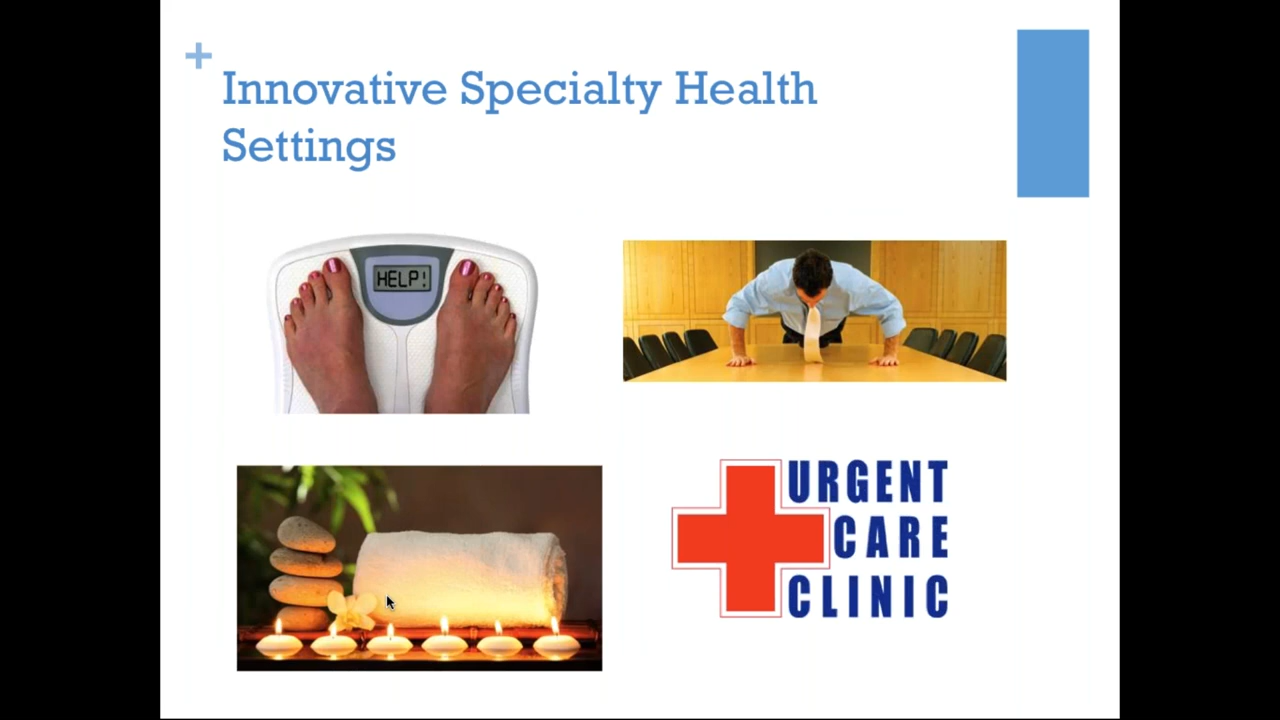 +
Innovative Specialty Health
Settings
HELP!
URGENT
CARE
CLINIC